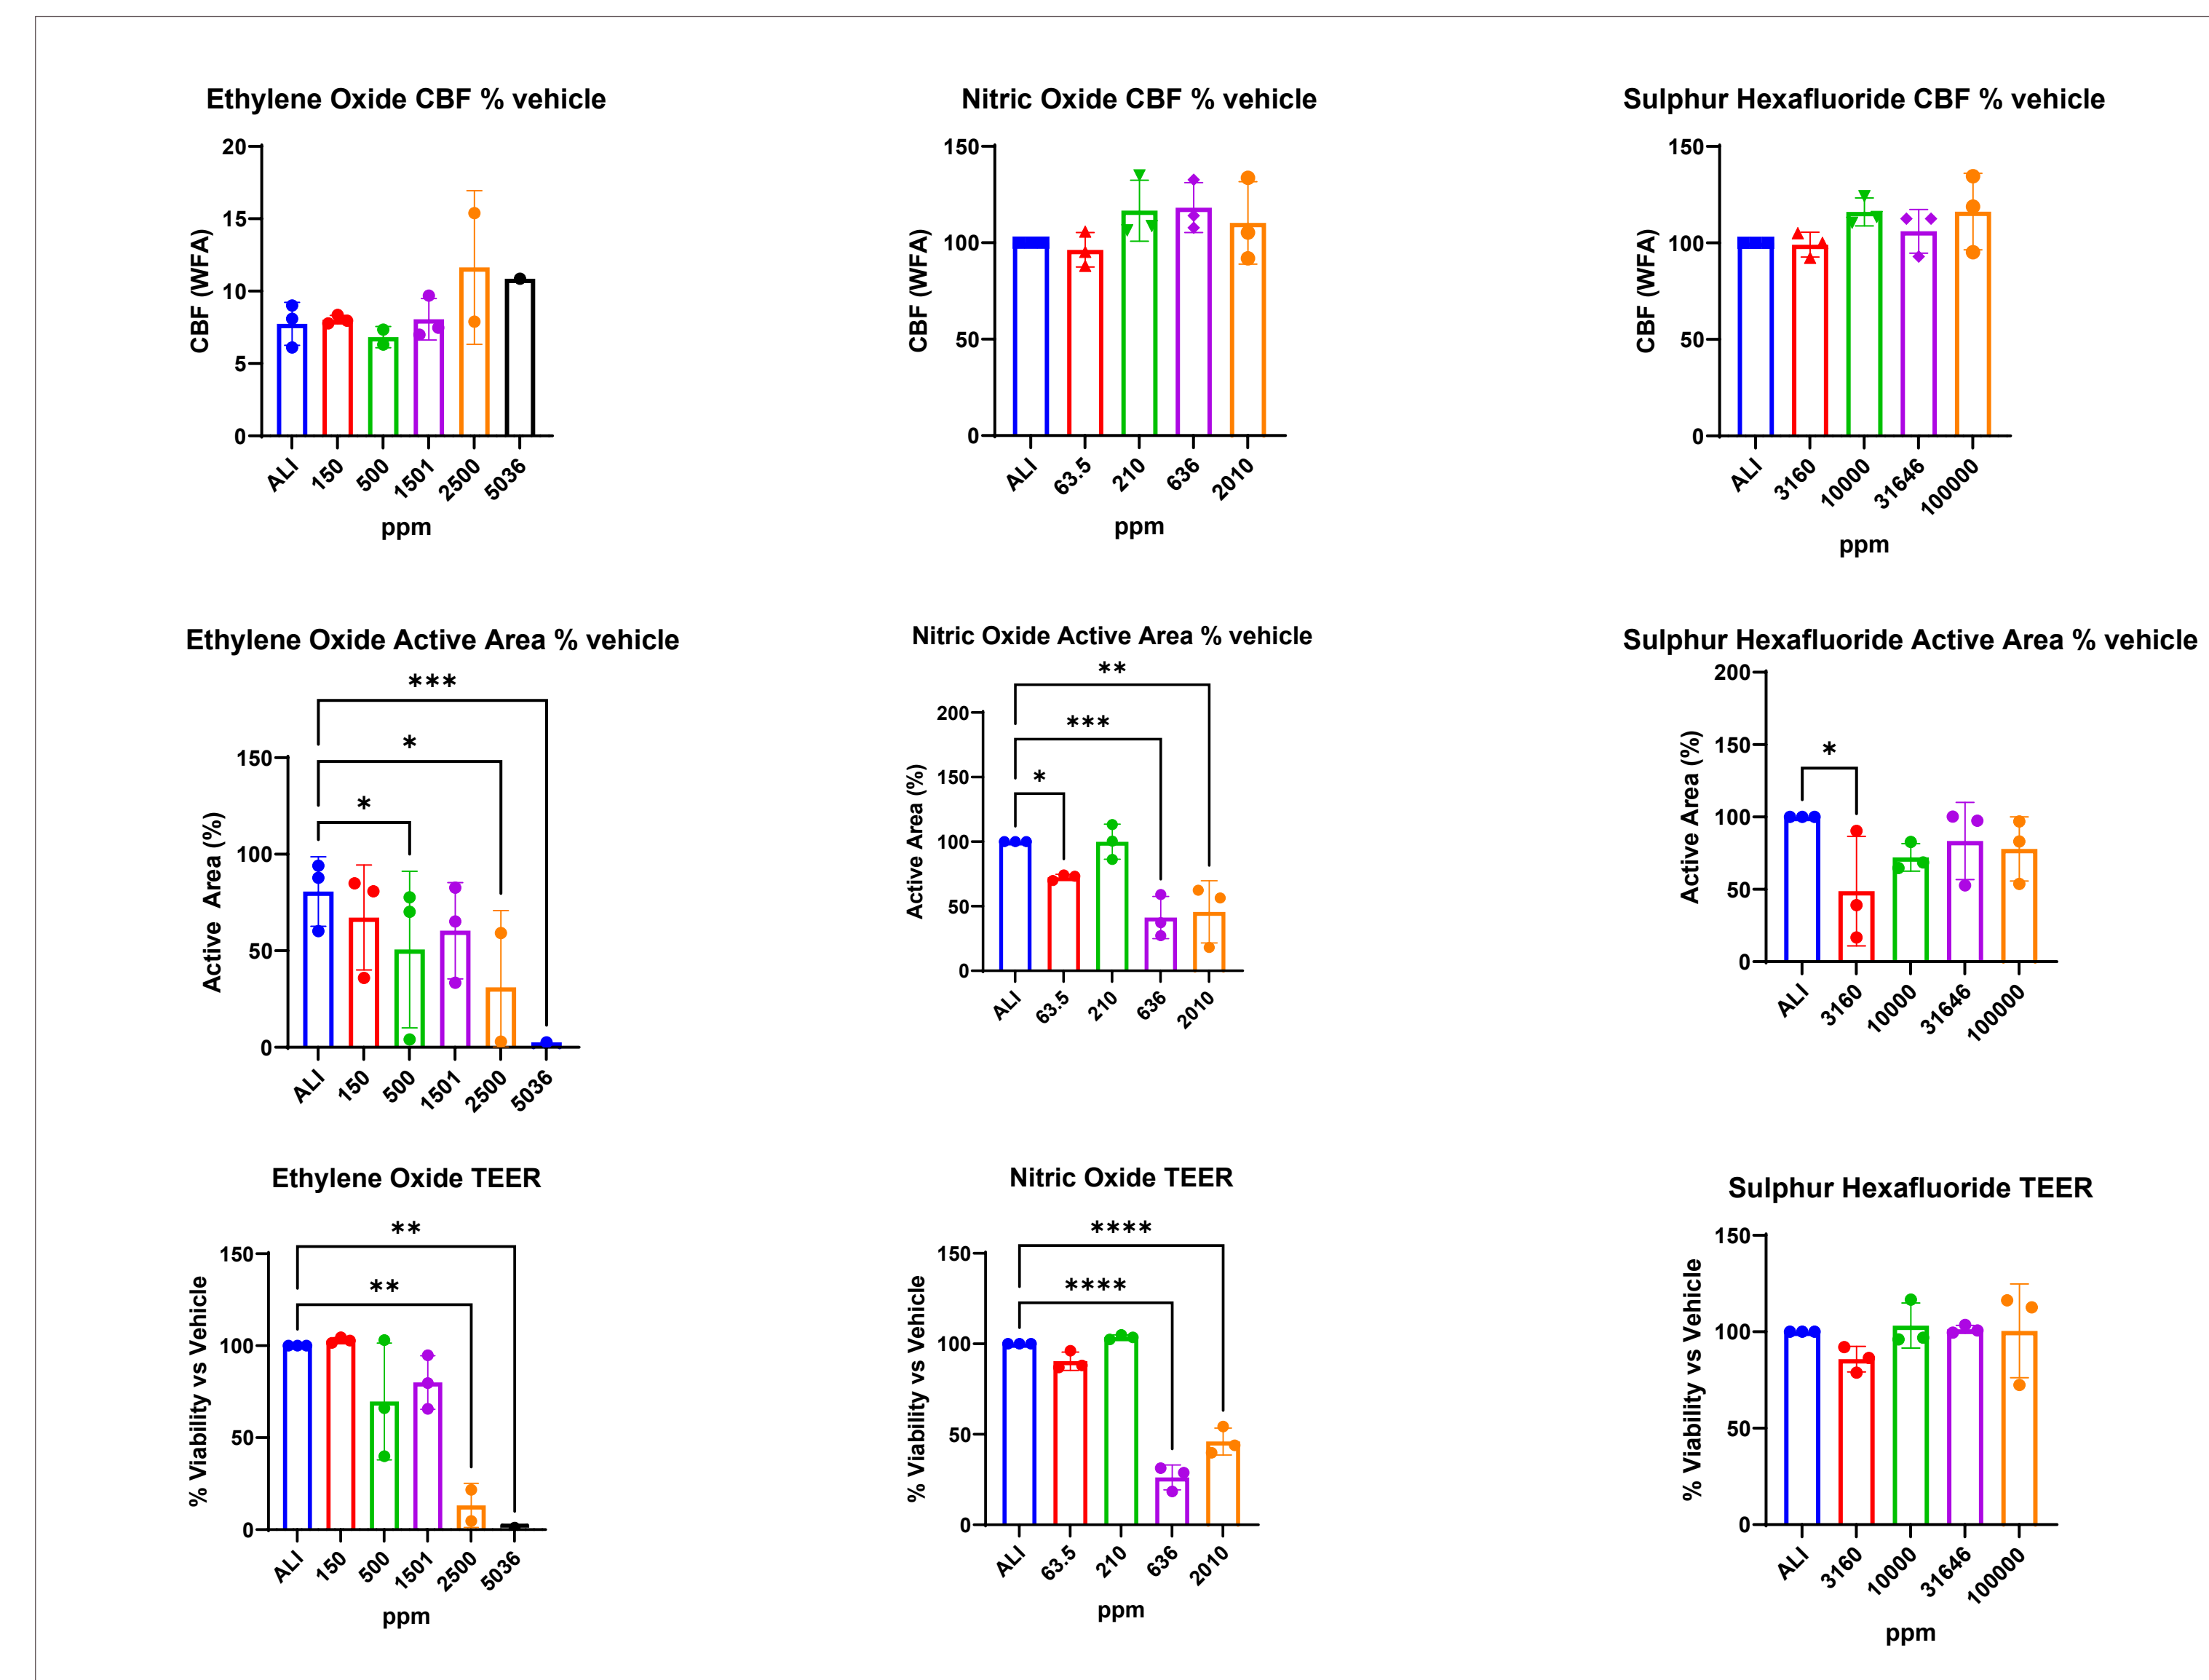 Ethylene Oxide CBF % vehicle
20
15
10
5
0
CBF (WFA)
ALI
150
500
1501
2500
5036
ppm
Nitric Oxide CBF % vehicle
150
100
50
0
CBF (WFA)
ALI
63.5
210
636
2010
ppm
Sulphur Hexafluoride CBF % vehicle
150
100
50
0
CBF (WFA)
ALI
3160
10000
31646
100000
ppm
Ethylene Oxide Active Area % vehicle
***
*
*
150
100
50
0
Active Area (%)
ALI
150
500
1501
2500
5036
Nitric Oxide Active Area % vehicle
**
***
*
200
150
100
50
0
Active Area (%)
ALI
63.5
210
636
2010
Sulphur Hexafluoride Active Area % vehicle
*
200
150
100
50
0
Active Area (%)
ALI
3160
10000
31646
100000
Ethylene Oxide TEER
**
**
150
100
50
0
% Viability vs Vehicle
ALI
150
500
1501
2500
5036
ppm
Nitric Oxide TEER
****
****
150
100
50
0
% Viability vs Vehicle
ALI
63.5
210
636
2010
ppm
Sulphur Hexafluoride TEER
150
100
50
0
% Viability vs Vehicle
ALI
3160
10000
31646
100000
ppm